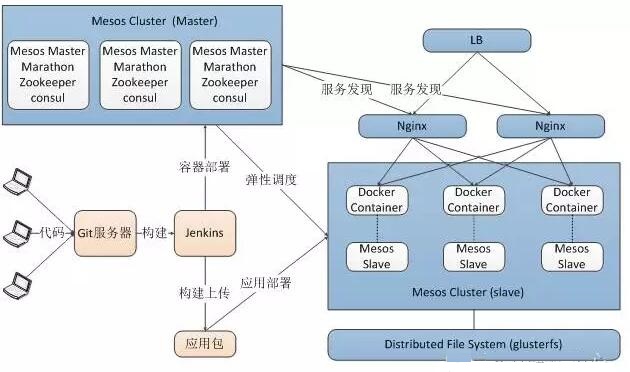 Mesos Cluster (Master)
Mesos Master
Marathon
Zookeeper
consul
Mesos Master
Marathon
Zookeeper
consul
Mesos Master
Marathon
Zookeeper
consul
LB
服务发现
服务发现
Nginx
Nginx
容器部署
弹性调度
Docker
Container
Docker
Container
Docker
Container
代码
Git服务器
构建
Jenkins
Mesos
Slave
Mesos
Slave
Mesos
Slave
构建上传
应用部署
Mesos Cluster (slave)
应用包
Distributed File System (glusterfs)